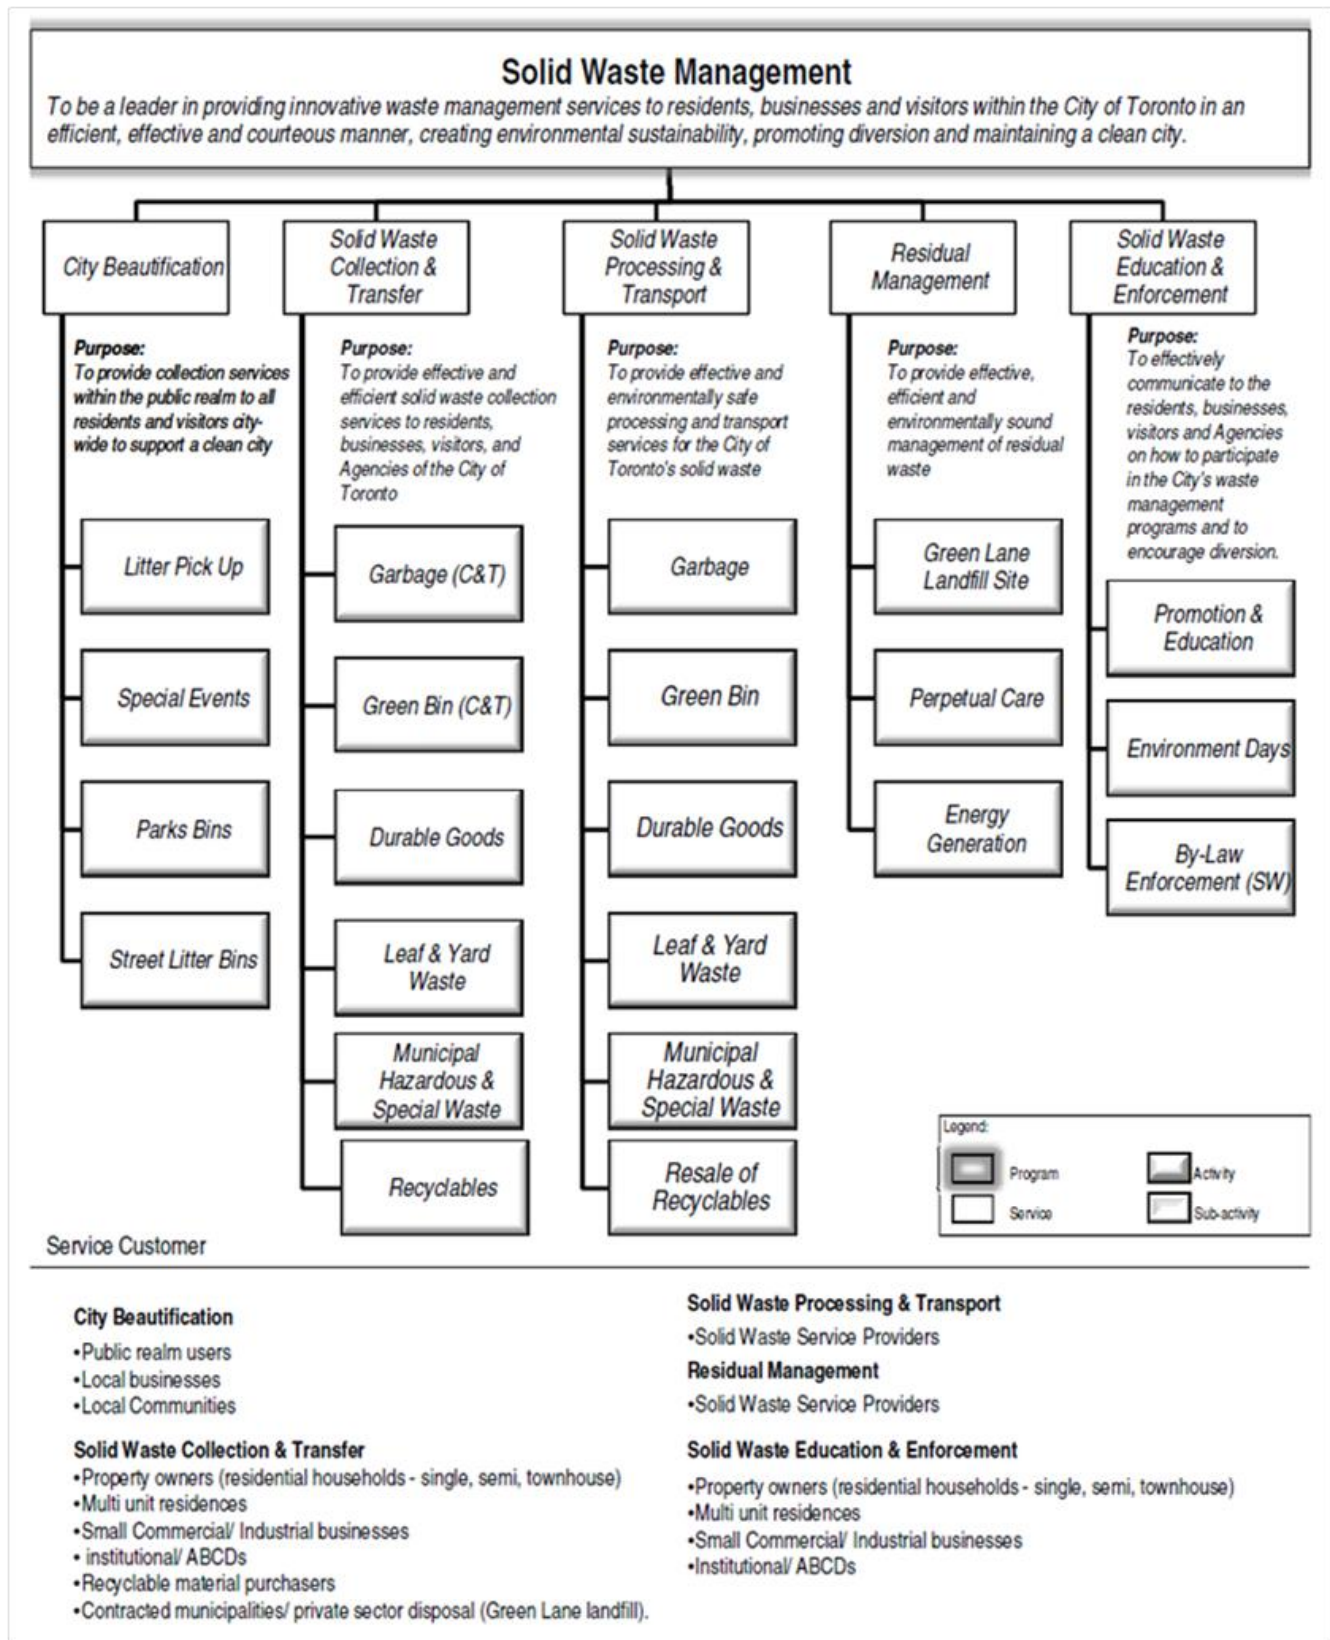 Solid Waste Management
To be a leader in providing innovative waste management services to residents, businesses and visitors within the City of Toronto in an
efficient, effective and courteous manner, creating environmental sustainability, promoting diversion and maintaining a clean city.
City Beautification
Purpose:
To provide collection services
within the public realm to all
residents and visitors city-
wide to support a clean city
Litter Pick Up
Special Events
Parks Bins
Street Litter Bins
Solid Waste
Collection &
Transfer
Purpose:
To provide effective and
efficient solid waste collection
services to residents,
businesses, visitors, and
Agencies of the City of
Toronto
Garbage (C&T)
Green Bin (C&T)
Durable Goods
Leaf & Yard
Waste
Municipal
Hazardous &
Special Waste
Recyclables
Solid Waste
Processing &
Transport
Purpose:
To provide effective and
environmentally safe
processing and transport
services for the City of
Toronto's solid waste
Garbage
Green Bin
Durable Goods
Leaf & Yard
Waste
Municipal
Hazardous &
Special Waste
Resale of
Recyclables
Residual
Management
Purpose:
To provide effective,
efficient and
environmentally sound
management of residual
waste
Green Lane
Landfill Site
Perpetual Care
Energy
Generation
Solid Waste
Education &
Enforcement
Purpose:
To effectively
communicate to the
residents, businesses,
visitors and Agencies
on how to participate
in the City's waste
management
programs and to
encourage diversion.
Promotion &
Education
Environment Days
By-Law
Enforcement (SW)
Legend:
Program
Activity
Service
Sub-activity
Service Customer
City Beautification
•Public realm users
•Local businesses
•Local Communities
Solid Waste Collection & Transfer
•Property owners (residential households - single, semi, townhouse)
•Multi unit residences
•Small Commercial/ Industrial businesses
• institutional/ ABCDs
•Recyclable material purchasers
•Contracted municipalities/ private sector disposal (Green Lane landfill).
Solid Waste Processing & Transport
•Solid Waste Service Providers
Residual Management
•Solid Waste Service Providers
Solid Waste Education & Enforcement
•Property owners (residential households - single, semi, townhouse)
•Multi unit residences
•Small Commercial/ Industrial businesses
•Institutional/ ABCDs